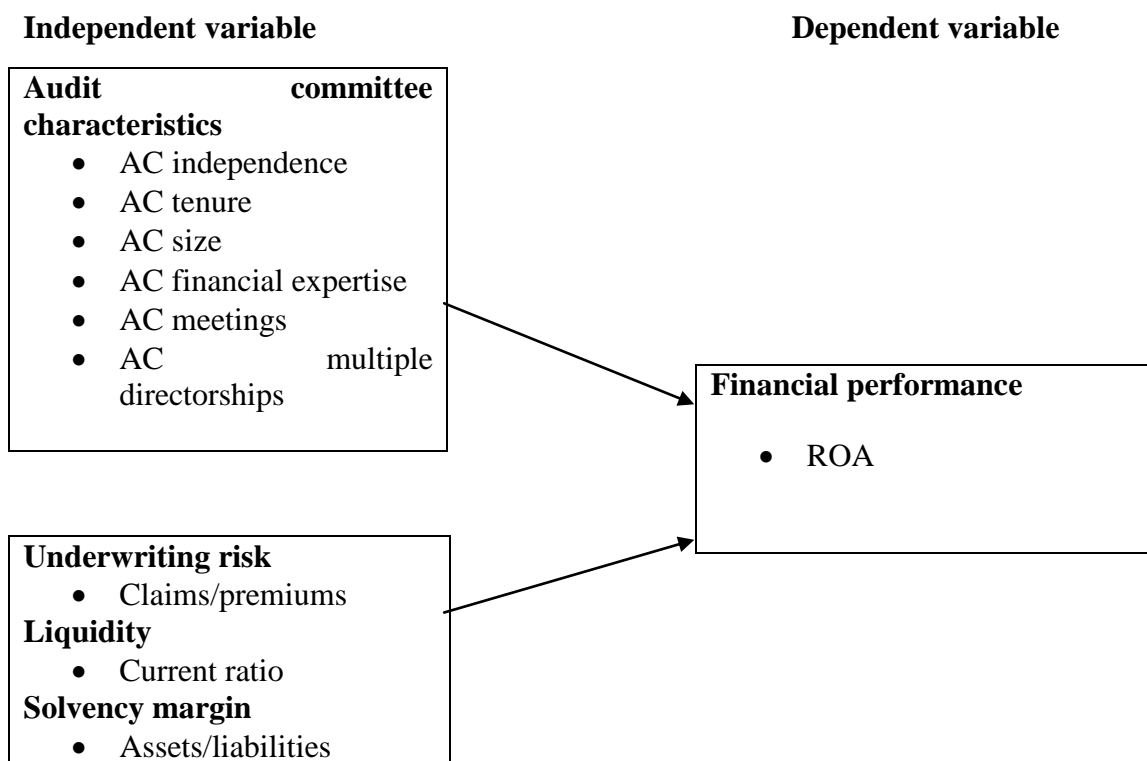 Independent variable
Dependent variable
Audit committee
characteristics
• AC independence
• AC tenure
• AC size
• AC financial expertise
• AC meetings
• AC multiple
directorships
Financial performance
• ROA
Underwriting risk
• Claims/premiums
Liquidity
• Current ratio
Solvency margin
• Assets/liabilities